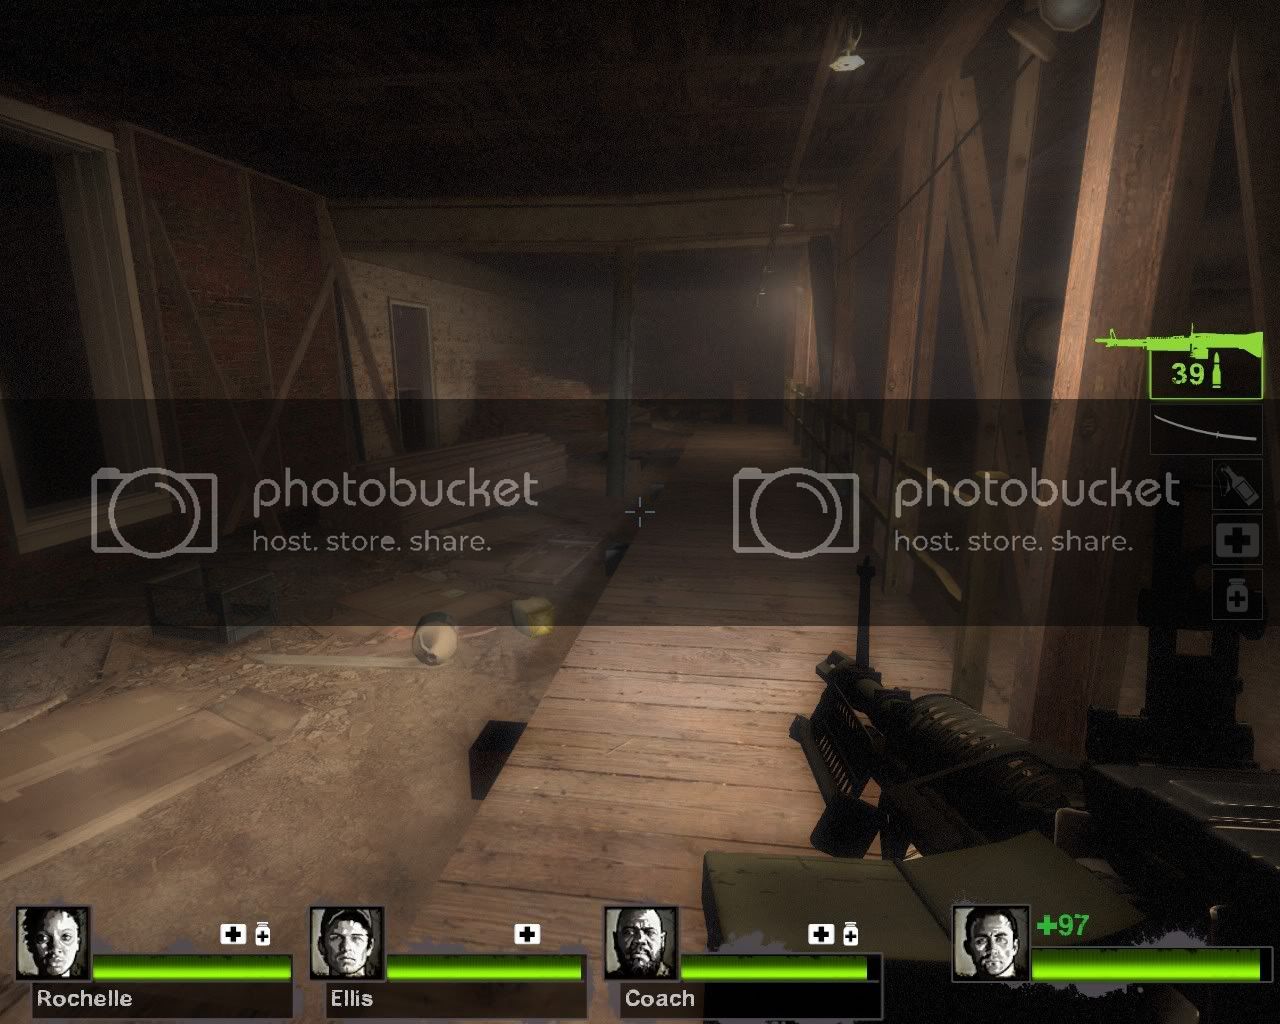 39
photobucket photobucket
host. store. share. host. store. share.
+97
Rochelle Ellis Coach